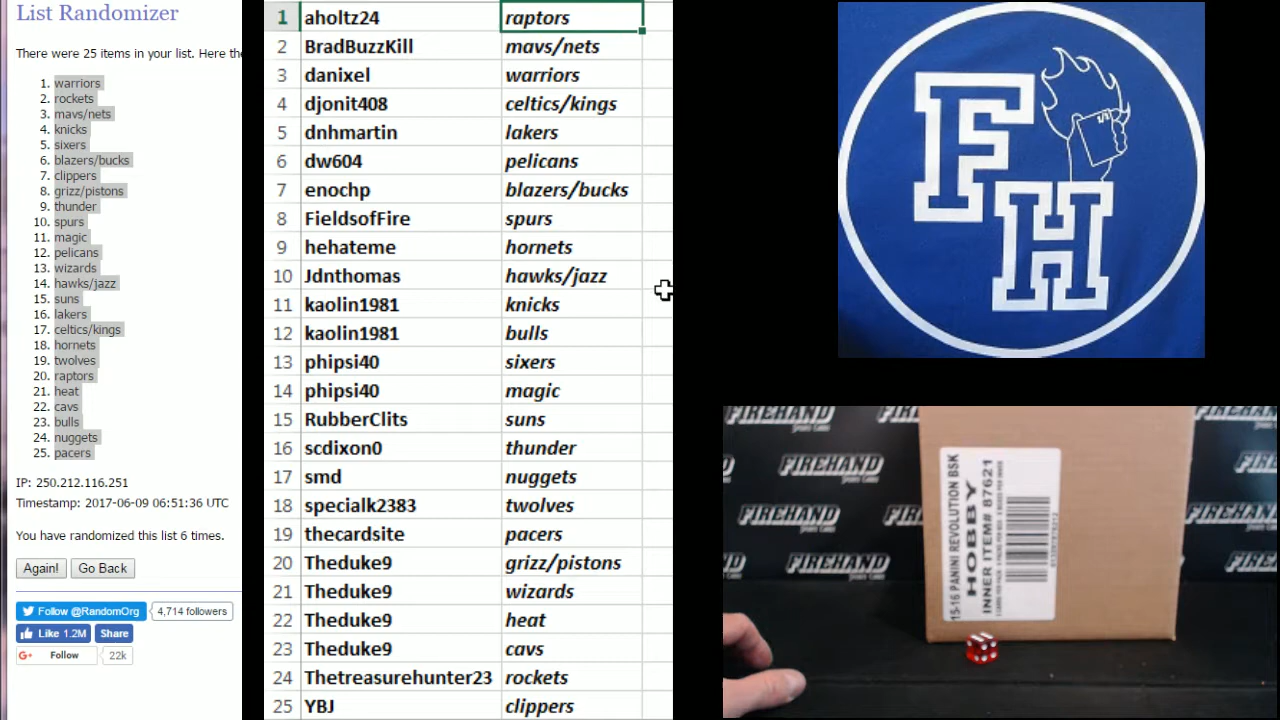 List Randomizer
There were 25 items in your list. Here the
1. warriors
2. rockets
3. mavs/nets
4. knicks
5. sixers
6. blazers/bucks
7. clippers
8. grizz/pistons
9. thunder
10. spurs
11. magic
12. pelicans
13. wizards
14. hawks/jazz
15. suns
16. lakers
17. celtics/kings
18. hornets
19. twolves
20. raptors
21. heat
22. cavs
23. bulls
24. nuggets
25. pacers
IP: 250.212.116.251
Timestamp: 2017-06-09 06:51:36 UTC
You have randomized this list 6 times.
Again! Go Back
Follow @RandomOrg 4,714 followers
Like 1.2M Share
G+ Follow 22k
1 aholtz24 raptors
2 BradBuzzKill mavs/nets
3 danixel warriors
4 djonit408 celtics/kings
5 dnhmartin lakers
6 dw604 pelicans
7 enochp blazers/bucks
8 FieldsofFire spurs
9 hehateme hornets
10 Jdnthomas hawks/jazz
11 kaolin1981 knicks
12 kaolin1981 bulls
13 phipsi40 sixers
14 phipsi40 magic
15 RubberClits suns
16 scdixon0 thunder
17 smd nuggets
18 specialk2383 twolves
19 thecardsite pacers
20 Theduke9 grizz/pistons
21 Theduke9 wizards
22 Theduke9 heat
23 Theduke9 cavs
24 Thetreasurehunter23 rockets
25 YBJ clippers
F
H
1/1
FIREHAND
FIREHAND
FIREHAND
15-16 PANINI REVOLUTION BSK
HOBBY
INNER ITEM# 87621